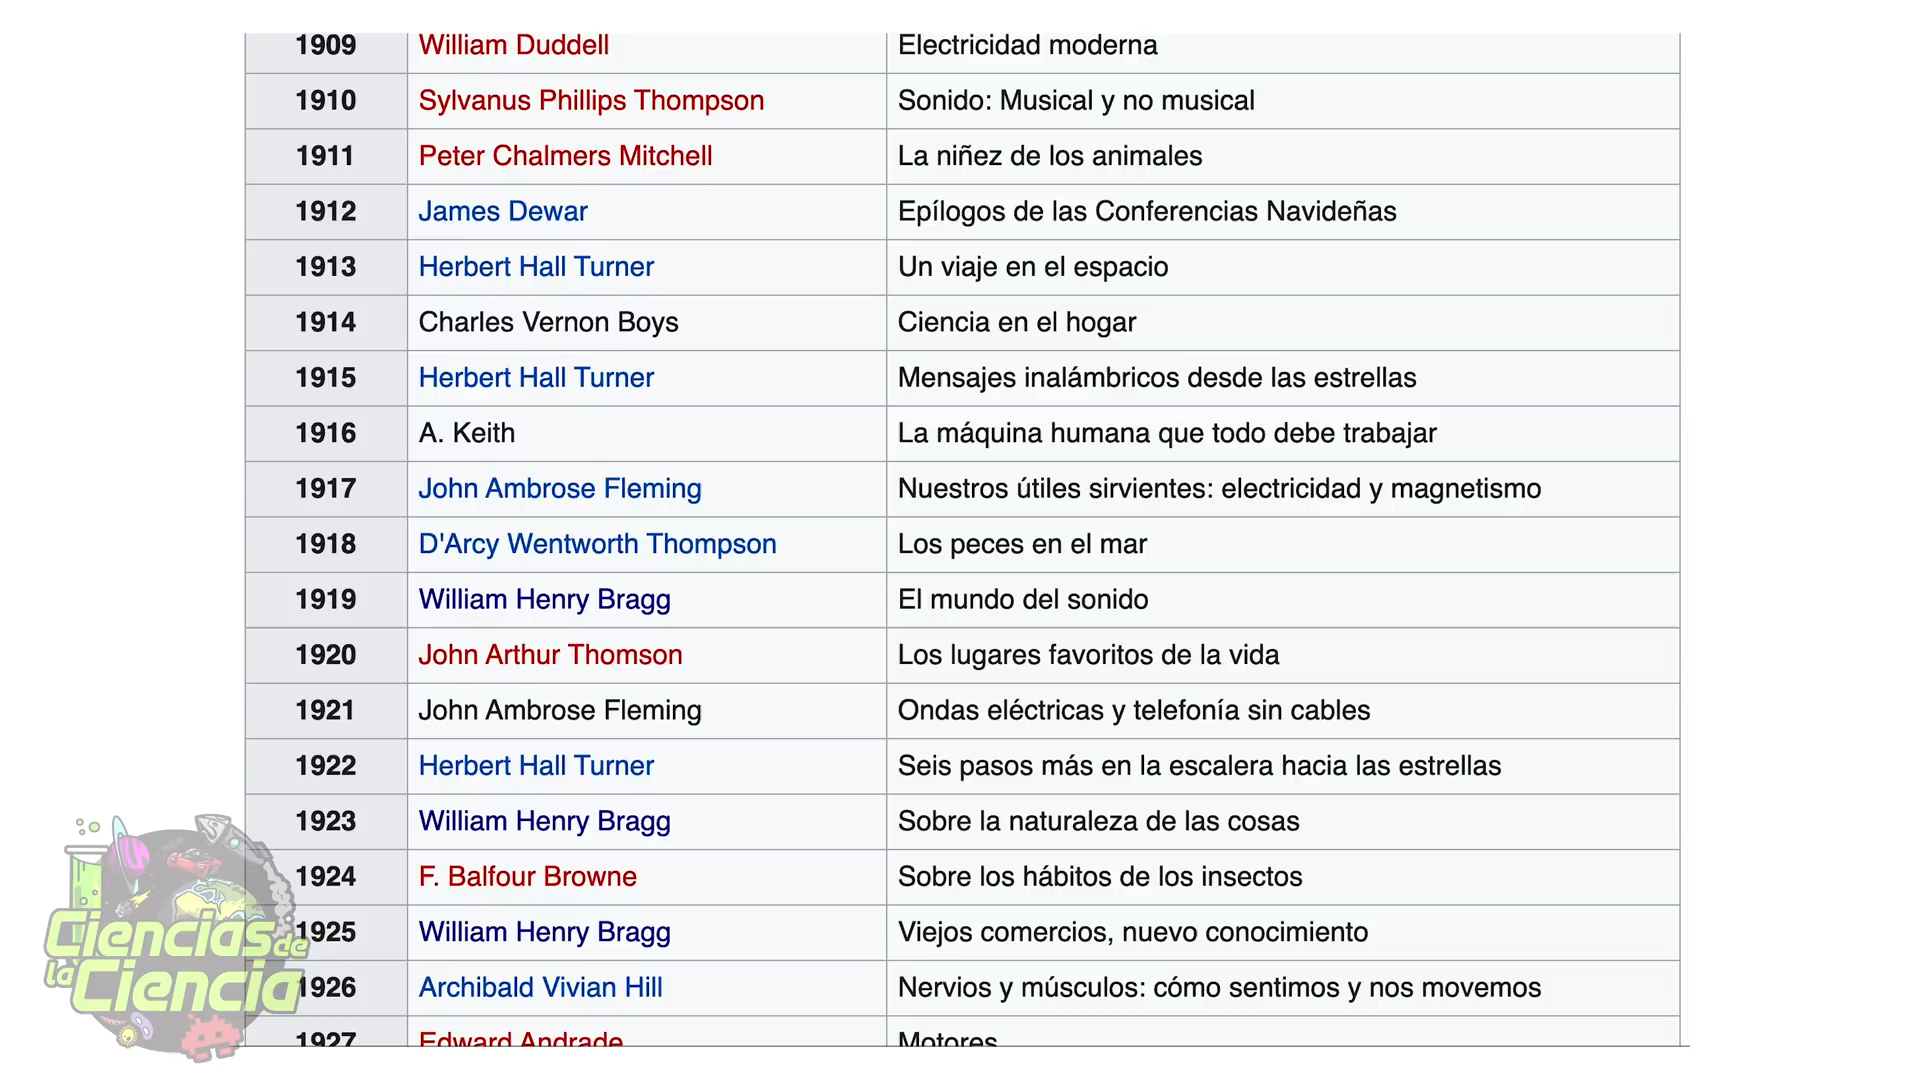 1909 William Duddell Electricidad moderna
1910 Sylvanus Phillips Thompson Sonido: Musical y no musical
1911 Peter Chalmers Mitchell La niñez de los animales
1912 James Dewar Epílogos de las Conferencias Navideñas
1913 Herbert Hall Turner Un viaje en el espacio
1914 Charles Vernon Boys Ciencia en el hogar
1915 Herbert Hall Turner Mensajes inalámbricos desde las estrellas
1916 A. Keith La máquina humana que todo debe trabajar
1917 John Ambrose Fleming Nuestros útiles sirvientes: electricidad y magnetismo
1918 D'Arcy Wentworth Thompson Los peces en el mar
1919 William Henry Bragg El mundo del sonido
1920 John Arthur Thomson Los lugares favoritos de la vida
1921 John Ambrose Fleming Ondas eléctricas y telefonía sin cables
1922 Herbert Hall Turner Seis pasos más en la escalera hacia las estrellas
1923 William Henry Bragg Sobre la naturaleza de las cosas
1924 F. Balfour Browne Sobre los hábitos de los insectos
1925 William Henry Bragg Viejos comercios, nuevo conocimiento
1926 Archibald Vivian Hill Nervios y músculos: cómo sentimos y nos movemos
1927 Edward Andrade Motores
Ciencias de
la Ciencia